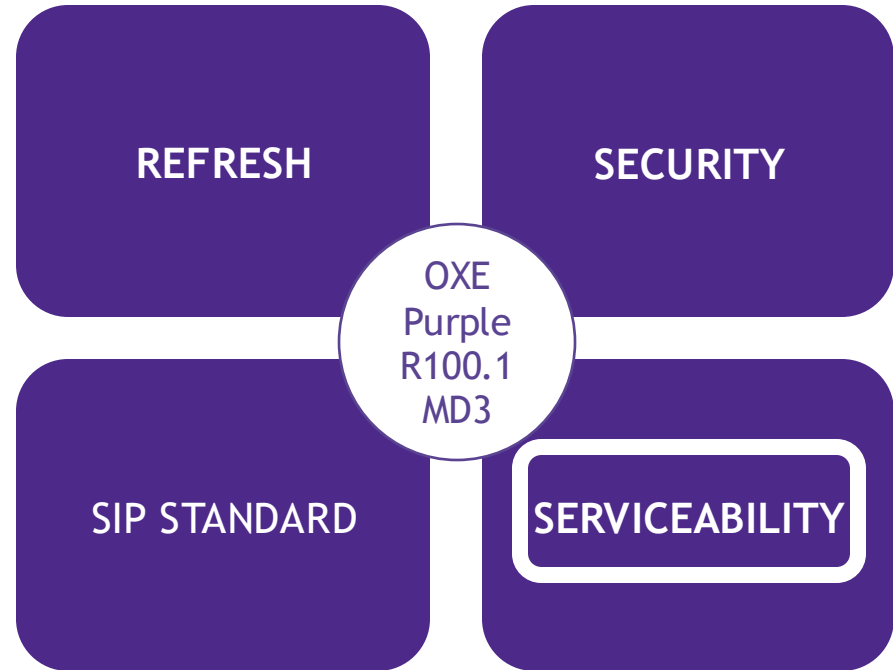 REFRESH
SECURITY
OXE
Purple
R100.1
MD3
SIP STANDARD
SERVICEABILITY